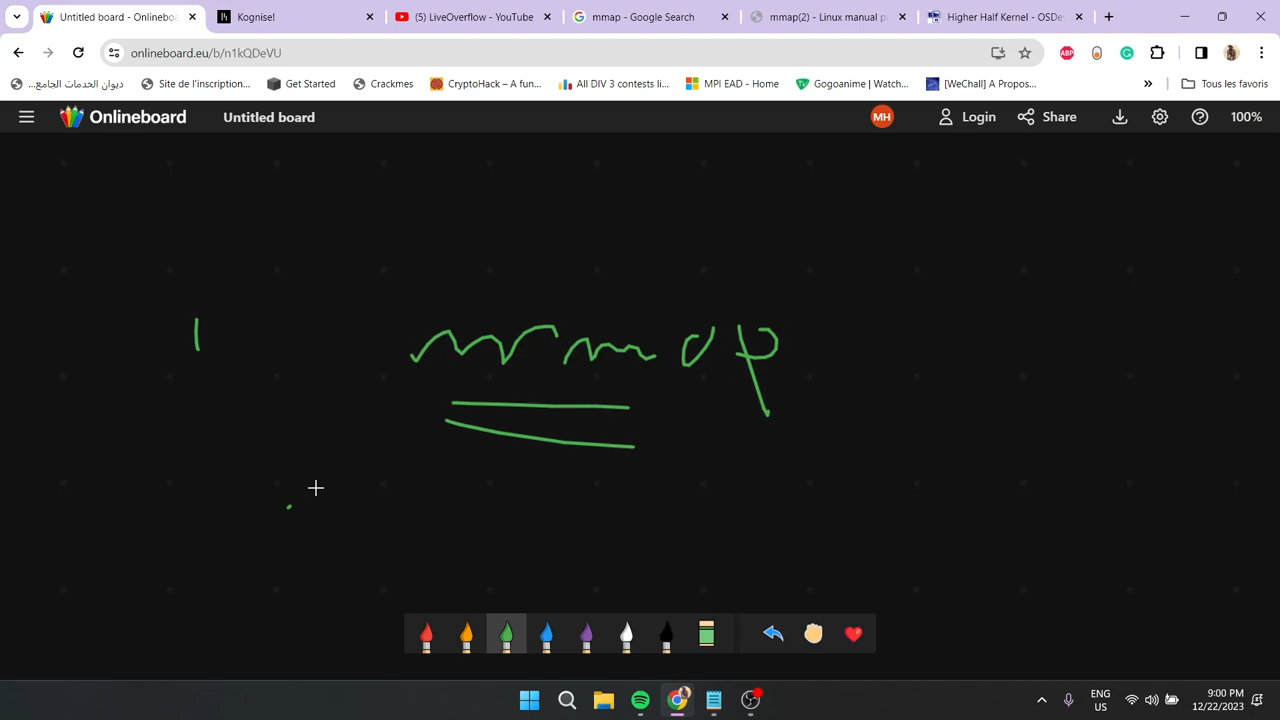 Untitled board - Onlineboard
Kognise!
(5) LiveOverflow - YouTube
mmap - Google Search
mmap(2) - Linux manual p
Higher Half Kernel - OSDe
onlineboard.eu/b/n1kQDeVU
ABP
ديوان الخدمات الجامع...
Site de l'inscription...
Get Started
Crackmes
CryptoHack – A fun...
All DIV 3 contests li...
MPI EAD - Home
Gogoanime | Watch...
[WeChall] A Propos...
»
Tous les favoris
Onlineboard
Untitled board
MH
Login
Share
100%
mmap
ENG
US
9:00 PM
12/22/2023